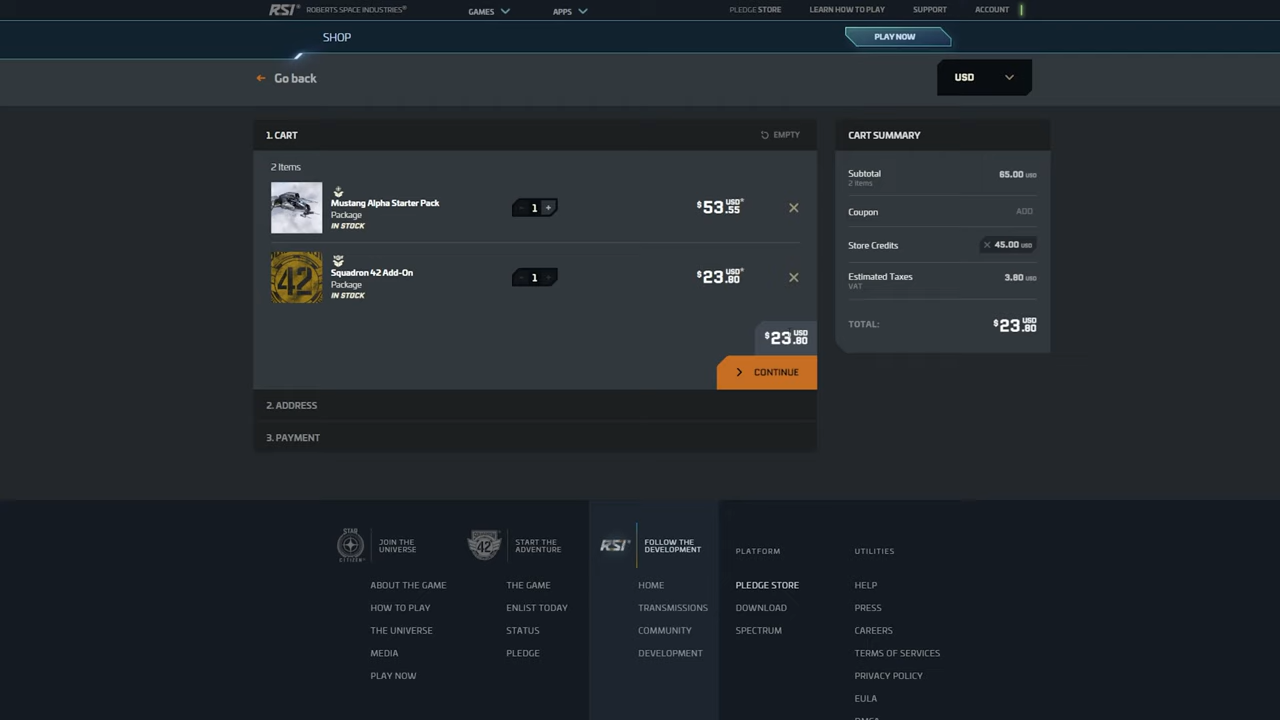 RSI ROBERTS SPACE INDUSTRIES®
GAMES
APPS
PLEDGE STORE
LEARN HOW TO PLAY
SUPPORT
ACCOUNT
SHOP
PLAY NOW
Go back
USD
1. CART
EMPTY
2 Items
Mustang Alpha Starter Pack
Package
IN STOCK
- 1 +
$53.55 USD*
Squadron 42 Add-On
Package
IN STOCK
42
- 1 +
$23.80 USD*
$23.80 USD
CONTINUE
2. ADDRESS
3. PAYMENT
CART SUMMARY
Subtotal
2 Items
65.00 USD
Coupon
ADD
Store Credits
45.00 USD
Estimated Taxes
VAT
3.80 USD
TOTAL:
$23.80 USD
STAR CITIZEN
JOIN THE
UNIVERSE
ABOUT THE GAME
HOW TO PLAY
THE UNIVERSE
MEDIA
PLAY NOW
42
START THE
ADVENTURE
THE GAME
ENLIST TODAY
STATUS
PLEDGE
RSI
FOLLOW THE
DEVELOPMENT
HOME
TRANSMISSIONS
COMMUNITY
DEVELOPMENT
PLATFORM
PLEDGE STORE
DOWNLOAD
SPECTRUM
UTILITIES
HELP
PRESS
CAREERS
TERMS OF SERVICES
PRIVACY POLICY
EULA